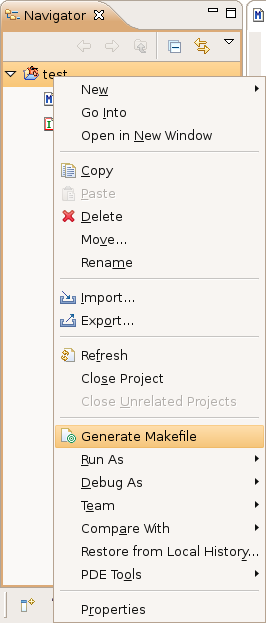 Navigator
test
New
Go Into
Open in New Window
Copy
Paste
Delete
Move...
Rename
Import...
Export...
Refresh
Close Project
Close Unrelated Projects
Generate Makefile
Run As
Debug As
Team
Compare With
Restore from Local History...
PDE Tools
Properties